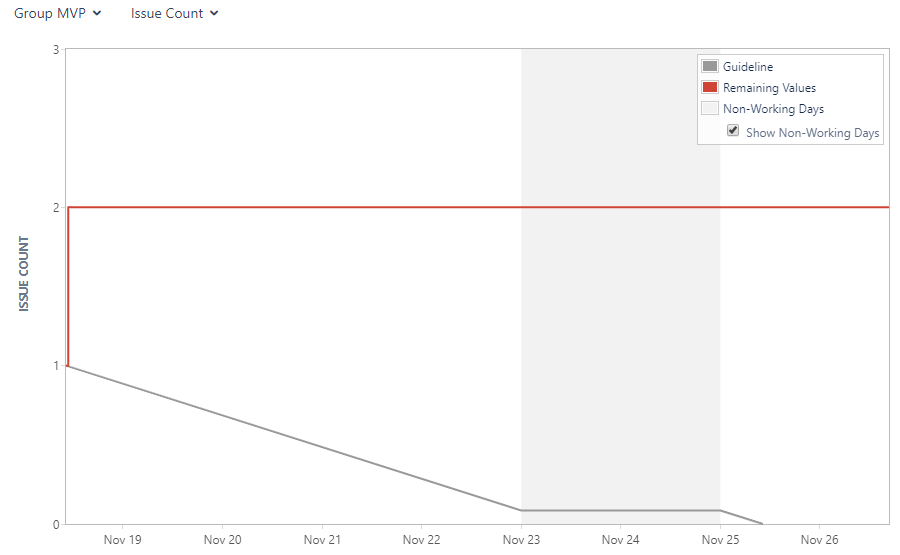 Group MVP Issue Count
3
Guideline
Remaining Values
Non-Working Days
Show Non-Working Days
2
ISSUE COUNT
1
0
Nov 19 Nov 20 Nov 21 Nov 22 Nov 23 Nov 24 Nov 25 Nov 26